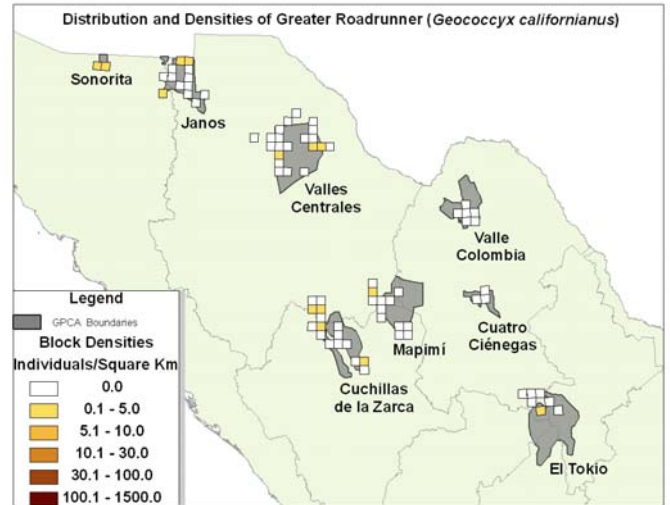 Distribution and Densities of Greater Roadrunner (Geococcyx californianus)
Sonorita
Janos
Valles
Centrales
Valle
Colombia
Cuatro
Ciénegas
Mapimí
Cuchillas
de la Zarca
El Tokio
Legend
GPCA Boundaries
Block Densities
Individuals/Square Km
0.0
0.1 - 5.0
5.1 - 10.0
10.1 - 30.0
30.1 - 100.0
100.1 - 1500.0